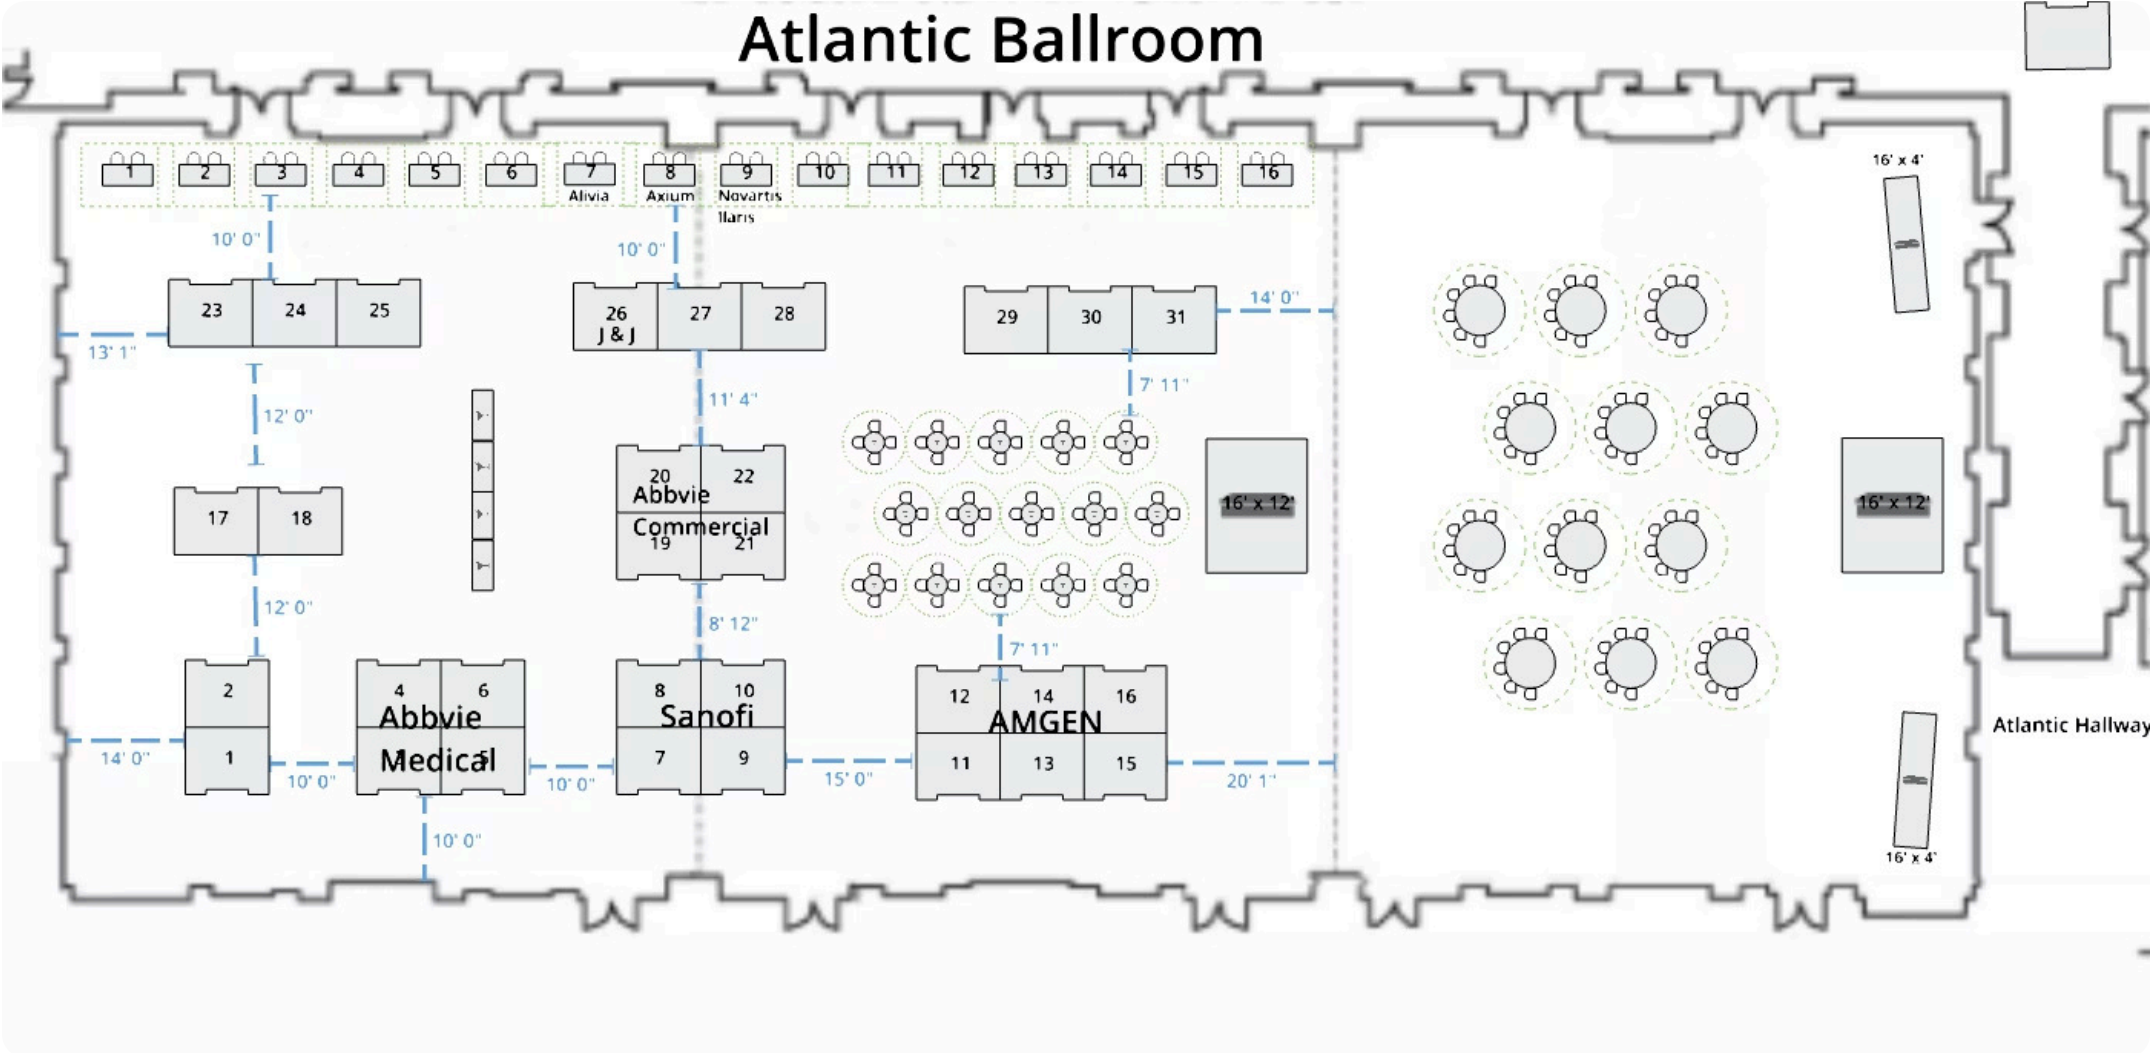 Atlantic Ballroom
1 2 3 4 5 6 7 8 9 10 11 12 13 14 15 16
Alivia Axium Novartis
Ilaris
16' x 4'
10' 0" 10' 0"
23 24 25
26 27 28
J & J
29 30 31
14' 0"
13' 1"
12' 0"
11' 4"
7' 11"
17 18
20 22
Abbvie
Commercial
19 21
16' x 12'
16' x 12'
12' 0"
8' 12"
7' 11"
2
1
4 6
Abbvie
Medical
5
8 10
Sanofi
7 9
12 14 16
AMGEN
11 13 15
Atlantic Hallway
14' 0"
10' 0"
10' 0"
15' 0"
20' 1"
10' 0"
16' x 4'